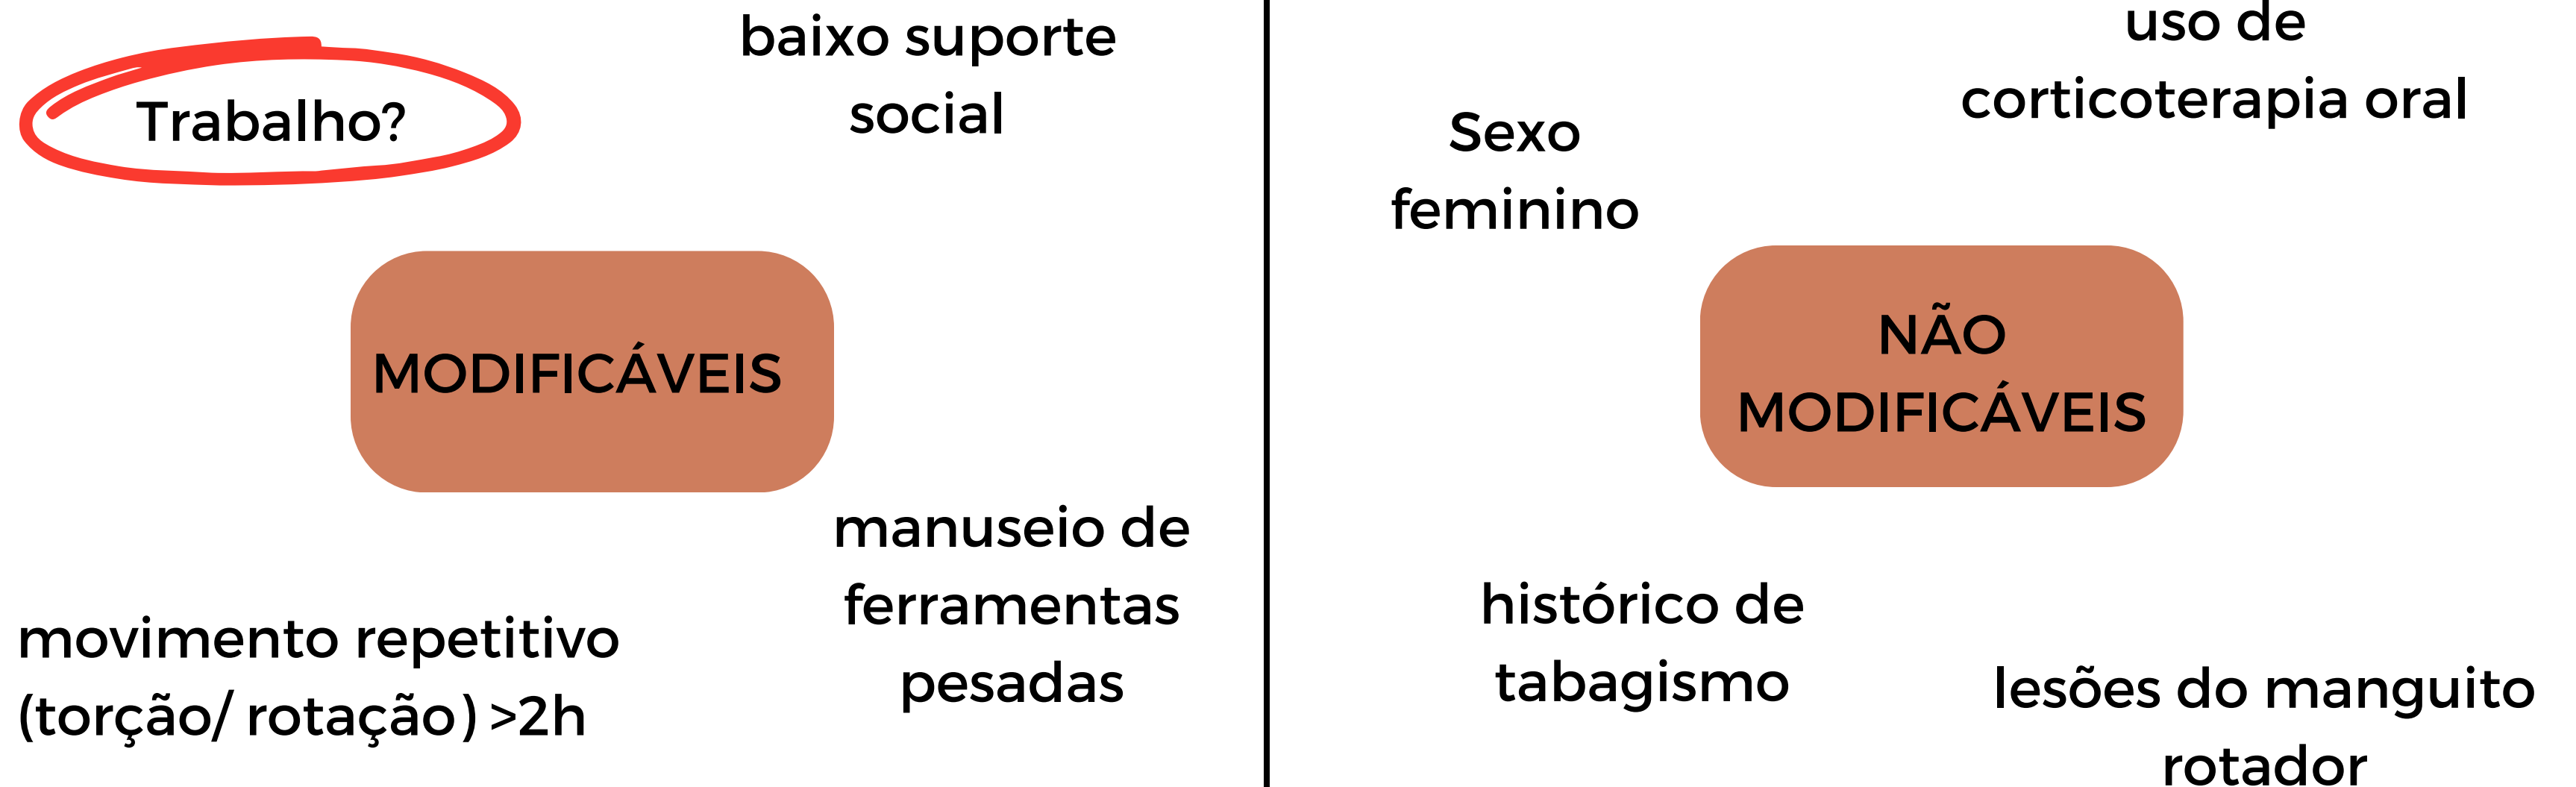 Trabalho?
baixo suporte
social
MODIFICÁVEIS
manuseio de
ferramentas
pesadas
movimento repetitivo
(torção/ rotação) >2h
uso de
corticoterapia oral
Sexo
feminino
NÃO
MODIFICÁVEIS
histórico de
tabagismo
lesões do manguito
rotador